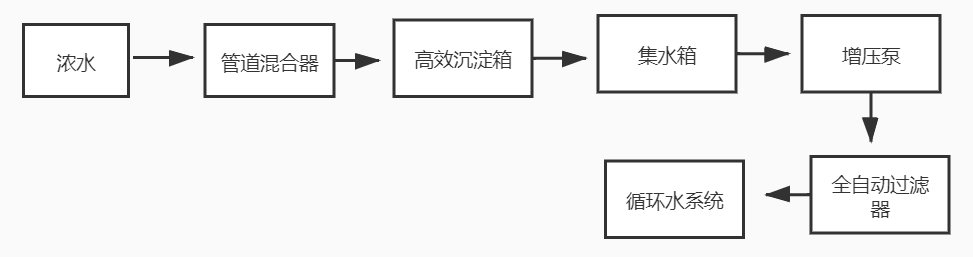 浓水
管道混合器
高效沉淀箱
集水箱
增压泵
全自动过滤
器
循环水系统